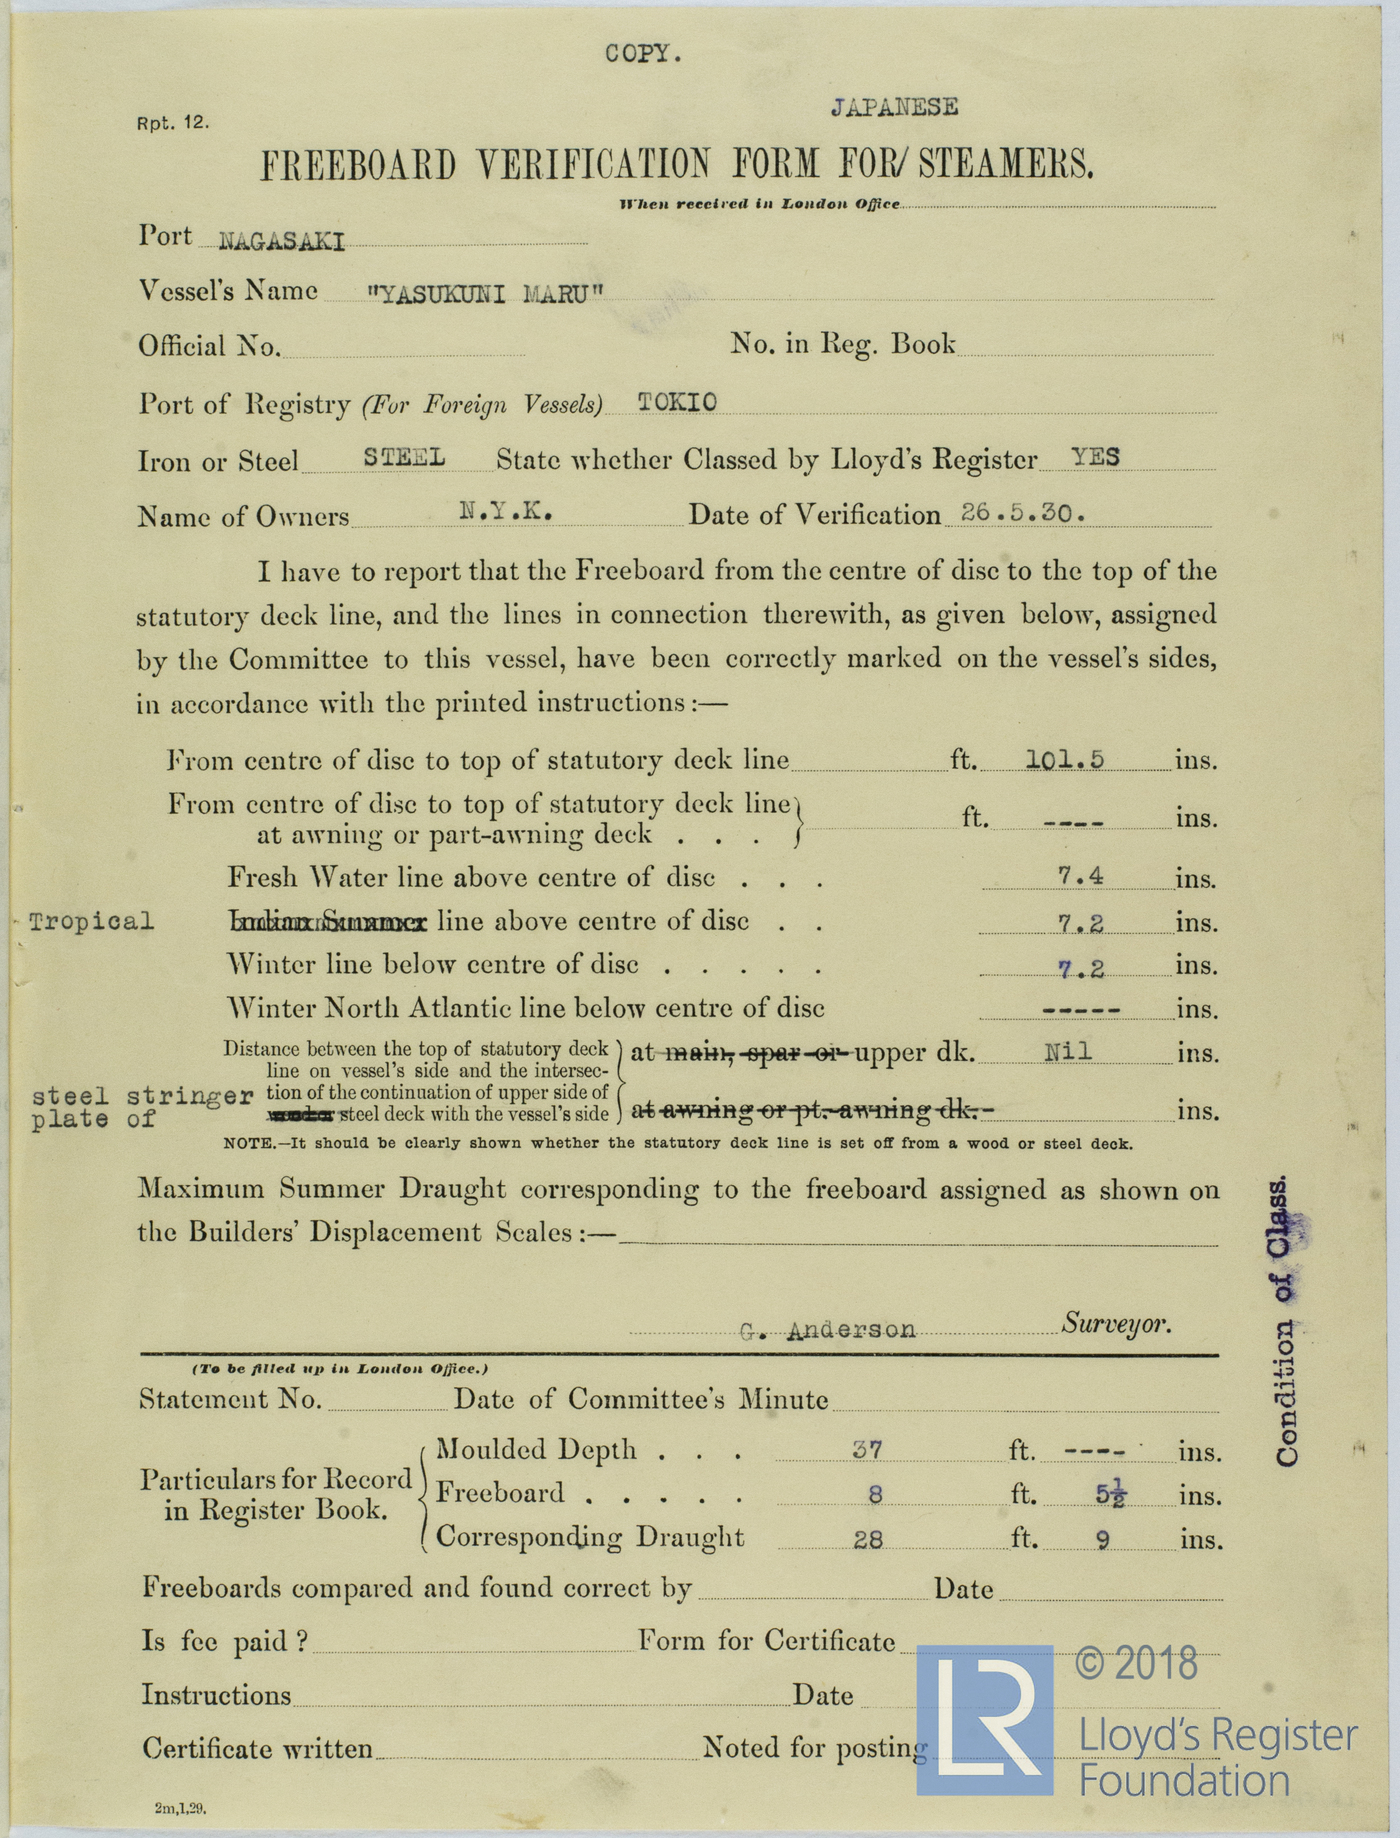 COPY.
JAPANESE
Rpt. 12.
FREEBOARD VERIFICATION FORM FOR/ STEAMERS.
When received in London Office
Port NAGASAKI
Vessel's Name "YASUKUNI MARU"
Official No. No. in Reg. Book
Port of Registry (For Foreign Vessels) TOKIO
Iron or Steel STEEL State whether Classed by Lloyd's Register YES
Name of Owners N.Y.K. Date of Verification 26.5.30.
I have to report that the Freeboard from the centre of disc to the top of the
statutory deck line, and the lines in connection therewith, as given below, assigned
by the Committee to this vessel, have been correctly marked on the vessel's sides,
in accordance with the printed instructions:—
From centre of disc to top of statutory deck line ft. 101.5 ins.
From centre of disc to top of statutory deck line
at awning or part-awning deck . . . ft. ---- ins.
Fresh Water line above centre of disc . . . 7.4 ins.
Tropical Indian Summer line above centre of disc . . 7.2 ins.
Winter line below centre of disc . . . . . 7.2 ins.
Winter North Atlantic line below centre of disc ----- ins.
Distance between the top of statutory deck
line on vessel's side and the intersec-
at main, spar or upper dk. Nil ins.
steel stringer tion of the continuation of upper side of
plate of steel deck with the vessel's side
at awning or pt.-awning dk. ins.
NOTE.—It should be clearly shown whether the statutory deck line is set off from a wood or steel deck.
Maximum Summer Draught corresponding to the freeboard assigned as shown on
the Builders' Displacement Scales:—
Condition of Class.
G. Anderson Surveyor.
(To be filled up in London Office.)
Statement No. Date of Committee's Minute
Particulars for Record
in Register Book.
Moulded Depth . . . 37 ft. ---- ins.
Freeboard . . . . . 8 ft. 5½ ins.
Corresponding Draught 28 ft. 9 ins.
Freeboards compared and found correct by Date
Is fee paid? Form for Certificate
Instructions Date
Certificate written Noted for posting
2m,1,29.
LR © 2018
Lloyd's Register
Foundation